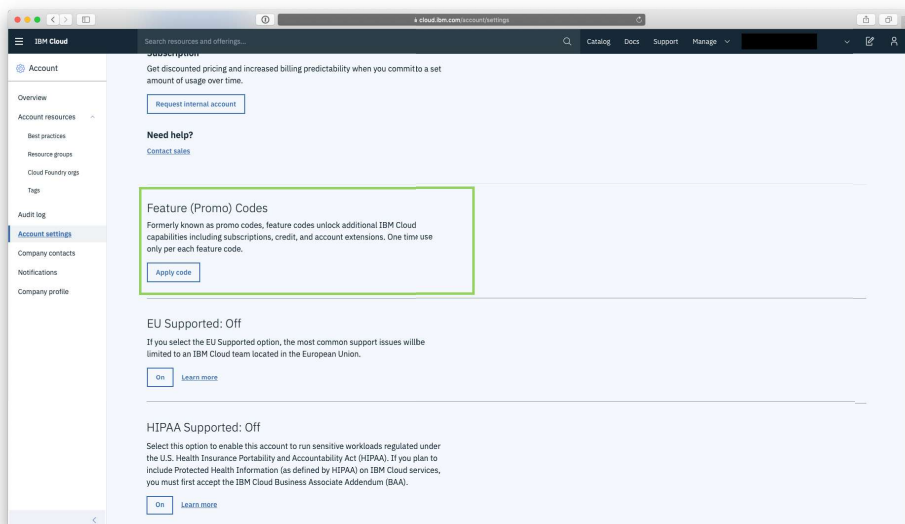 cloud.ibm.com/account/settings
IBM Cloud
Search resources and offerings...
Catalog Docs Support Manage
Account
Overview
Account resources
Best practices
Resource groups
Cloud Foundry orgs
Tags
Audit log
Account settings
Company contacts
Notifications
Company profile
Subscription
Get discounted pricing and increased billing predictability when you committo a set
amount of usage over time.
Request internal account
Need help?
Contact sales
Feature (Promo) Codes
Formerly known as promo codes, feature codes unlock additional IBM Cloud
capabilities including subscriptions, credit, and account extensions. One time use
only per each feature code.
Apply code
EU Supported: Off
If you select the EU Supported option, the most common support issues willbe
limited to an IBM Cloud team located in the European Union.
On Learn more
HIPAA Supported: Off
Select this option to enable this account to run sensitive workloads regulated under
the U.S. Health Insurance Portability and Accountability Act (HIPAA). If you plan to
include Protected Health Information (as defined by HIPAA) on IBM Cloud services,
you must first accept the IBM Cloud Business Associate Addendum (BAA).
On Learn more